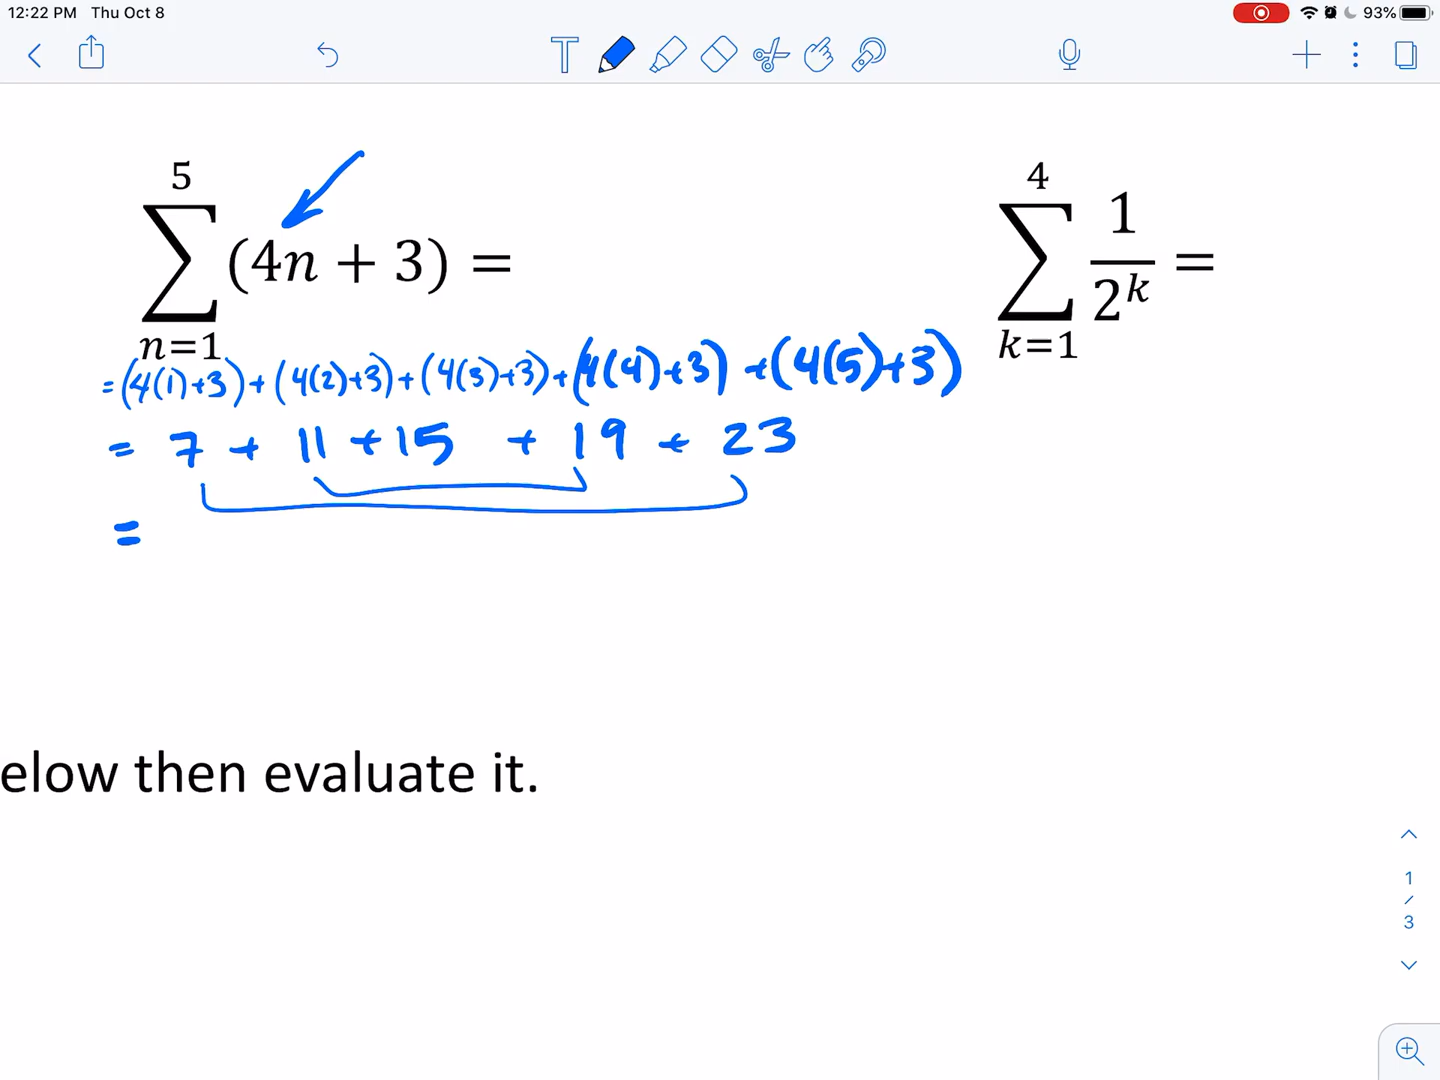 12:22 PM Thu Oct 8 93%
T
5
∑ (4n + 3) =
n=1
4
∑ 1/2^k =
k=1
= (4(1)+3) + (4(2)+3) + (4(3)+3) + (4(4)+3) + (4(5)+3)
= 7 + 11 + 15 + 19 + 23
=
elow then evaluate it.
1
/
3